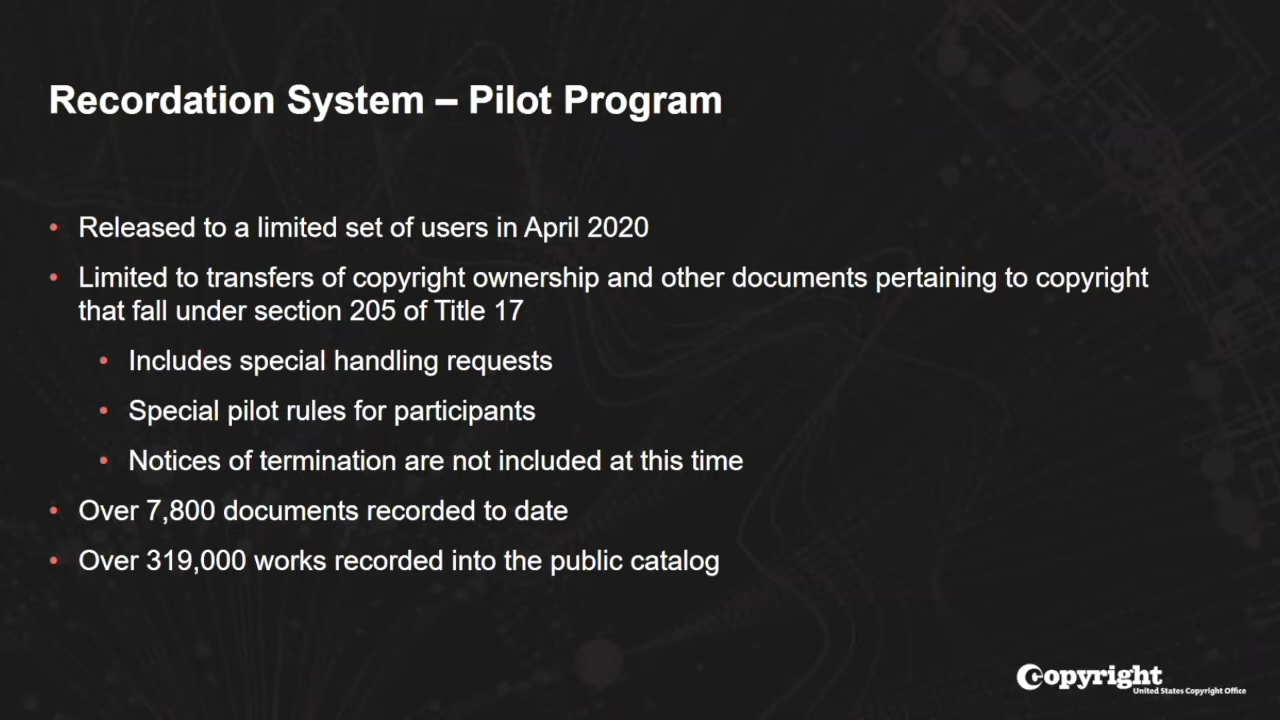 Recordation System – Pilot Program
• Released to a limited set of users in April 2020
• Limited to transfers of copyright ownership and other documents pertaining to copyright
that fall under section 205 of Title 17
• Includes special handling requests
• Special pilot rules for participants
• Notices of termination are not included at this time
• Over 7,800 documents recorded to date
• Over 319,000 works recorded into the public catalog
Copyright
United States Copyright Office